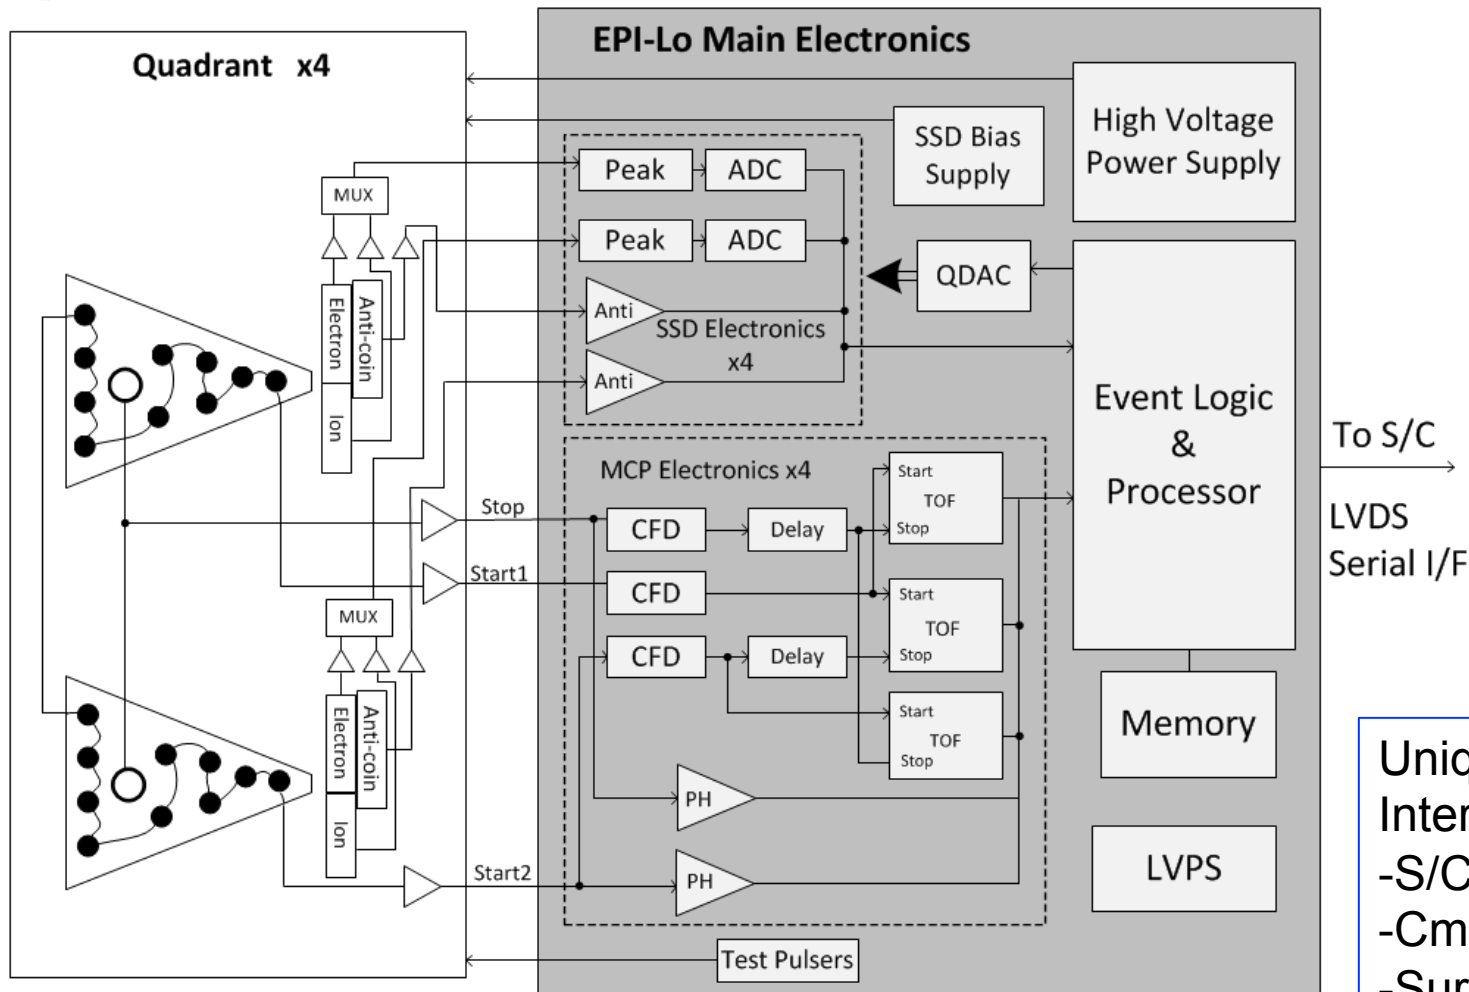 Quadrant x4
EPI-Lo Main Electronics
High Voltage
Power Supply
SSD Bias
Supply
Peak
ADC
MUX
Peak
ADC
QDAC
Electron
Anti-coin
Ion
Anti
SSD Electronics
x4
Anti
Event Logic
&
Processor
To S/C
LVDS
Serial I/F
MCP Electronics x4
Start
TOF
Stop
Stop
CFD
Delay
Start1
CFD
Start
TOF
Stop
MUX
CFD
Delay
Electron
Anti-coin
Ion
Start
TOF
Stop
Memory
PH
Start2
PH
LVPS
Test Pulsers
-S/C